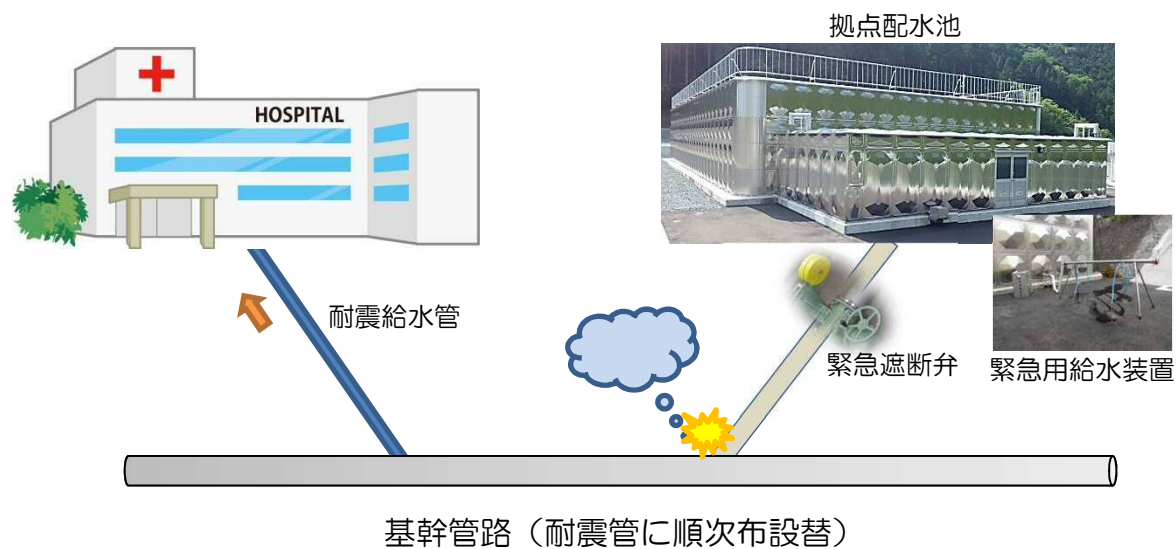 拠点配水池
HOSPITAL
耐震給水管
緊急遮断弁
緊急用給水装置
基幹管路（耐震管に順次布設替）